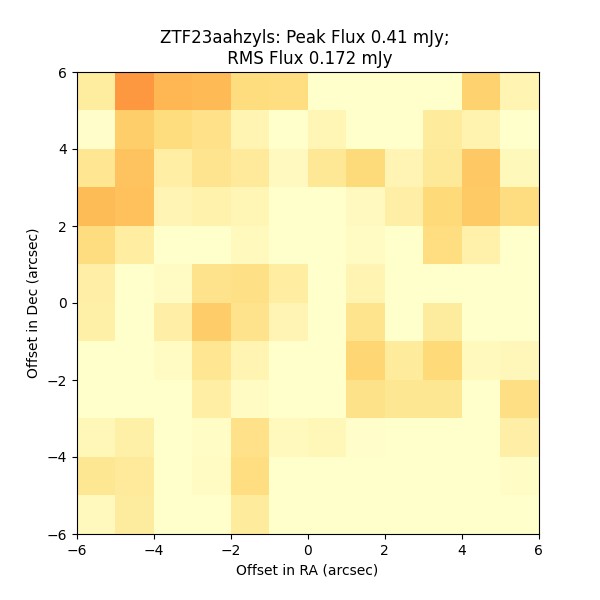 ZTF23aahzyls: Peak Flux 0.41 mJy;
RMS Flux 0.172 mJy
6
4
2
0
−2
−4
−6
Offset in Dec (arcsec)
−6 −4 −2 0 2 4 6
Offset in RA (arcsec)